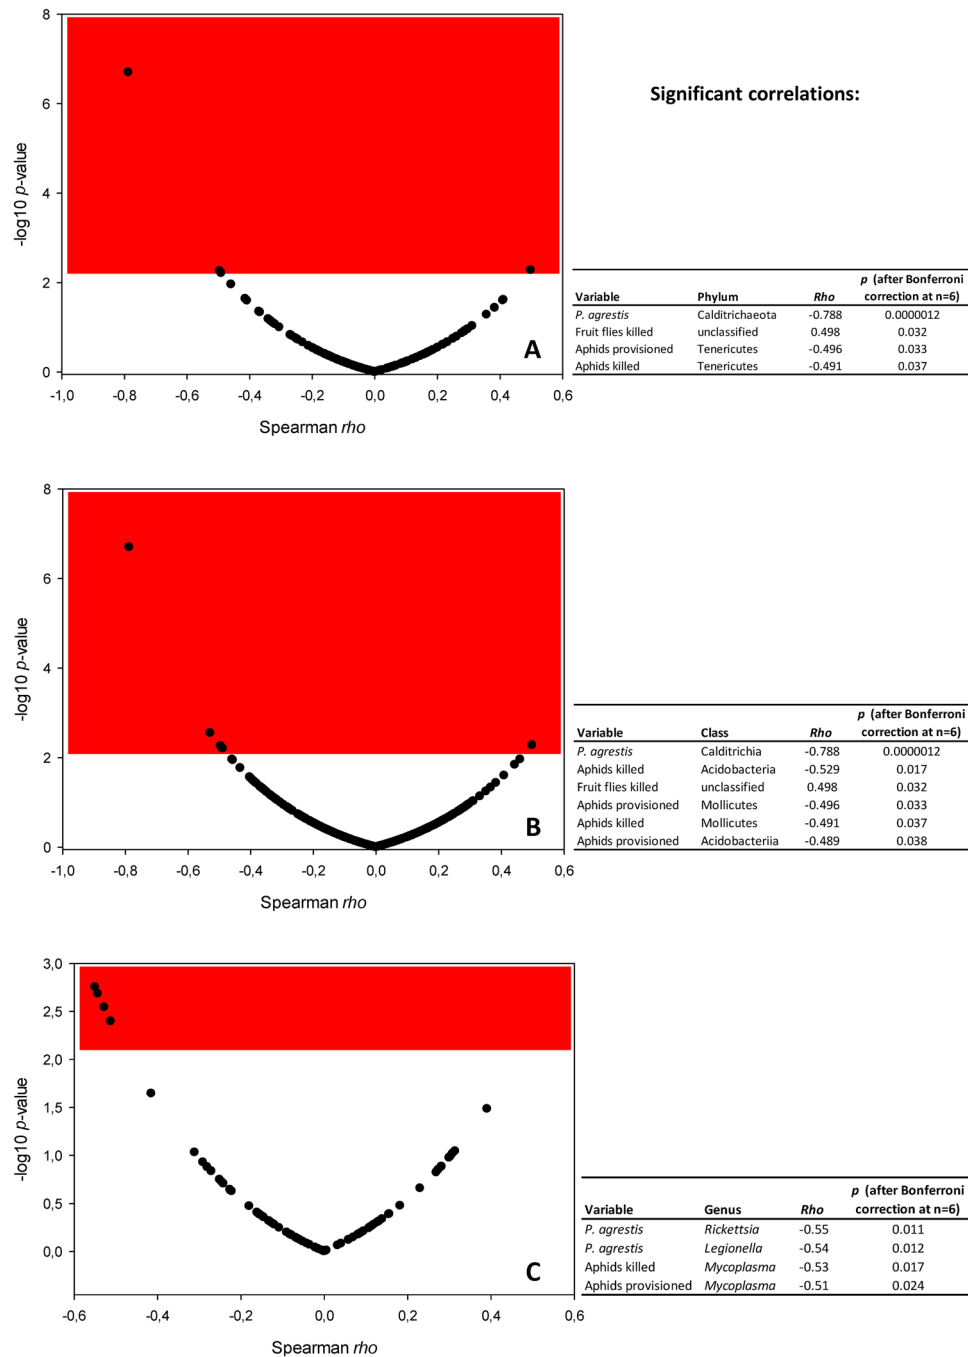 8
6
4
2
0
-log10 p-value
-1,0 -0,8 -0,6 -0,4 -0,2 0,0 0,2 0,4 0,6
Spearman rho
A
Significant correlations:
p (after Bonferroni
Variable Phylum Rho correction at n=6)
P. agrestis Calditrichaeota -0.788 0.0000012
Fruit flies killed unclassified 0.498 0.032
Aphids provisioned Tenericutes -0.496 0.033
Aphids killed Tenericutes -0.491 0.037
8
6
4
2
0
-log10 p-value
-1,0 -0,8 -0,6 -0,4 -0,2 0,0 0,2 0,4 0,6
Spearman rho
B
p (after Bonferroni
Variable Class Rho correction at n=6)
P. agrestis Calditrichia -0.788 0.0000012
Aphids killed Acidobacteria -0.529 0.017
Fruit flies killed unclassified 0.498 0.032
Aphids provisioned Mollicutes -0.496 0.033
Aphids killed Mollicutes -0.491 0.037
Aphids provisioned Acidobacteriia -0.489 0.038
3,0
2,5
2,0
1,5
1,0
0,5
0,0
-log10 p-value
-0,6 -0,4 -0,2 0,0 0,2 0,4 0,6
Spearman rho
C
p (after Bonferroni
Variable Genus Rho correction at n=6)
P. agrestis Rickettsia -0.55 0.011
P. agrestis Legionella -0.54 0.012
Aphids killed Mycoplasma -0.53 0.017
Aphids provisioned Mycoplasma -0.51 0.024